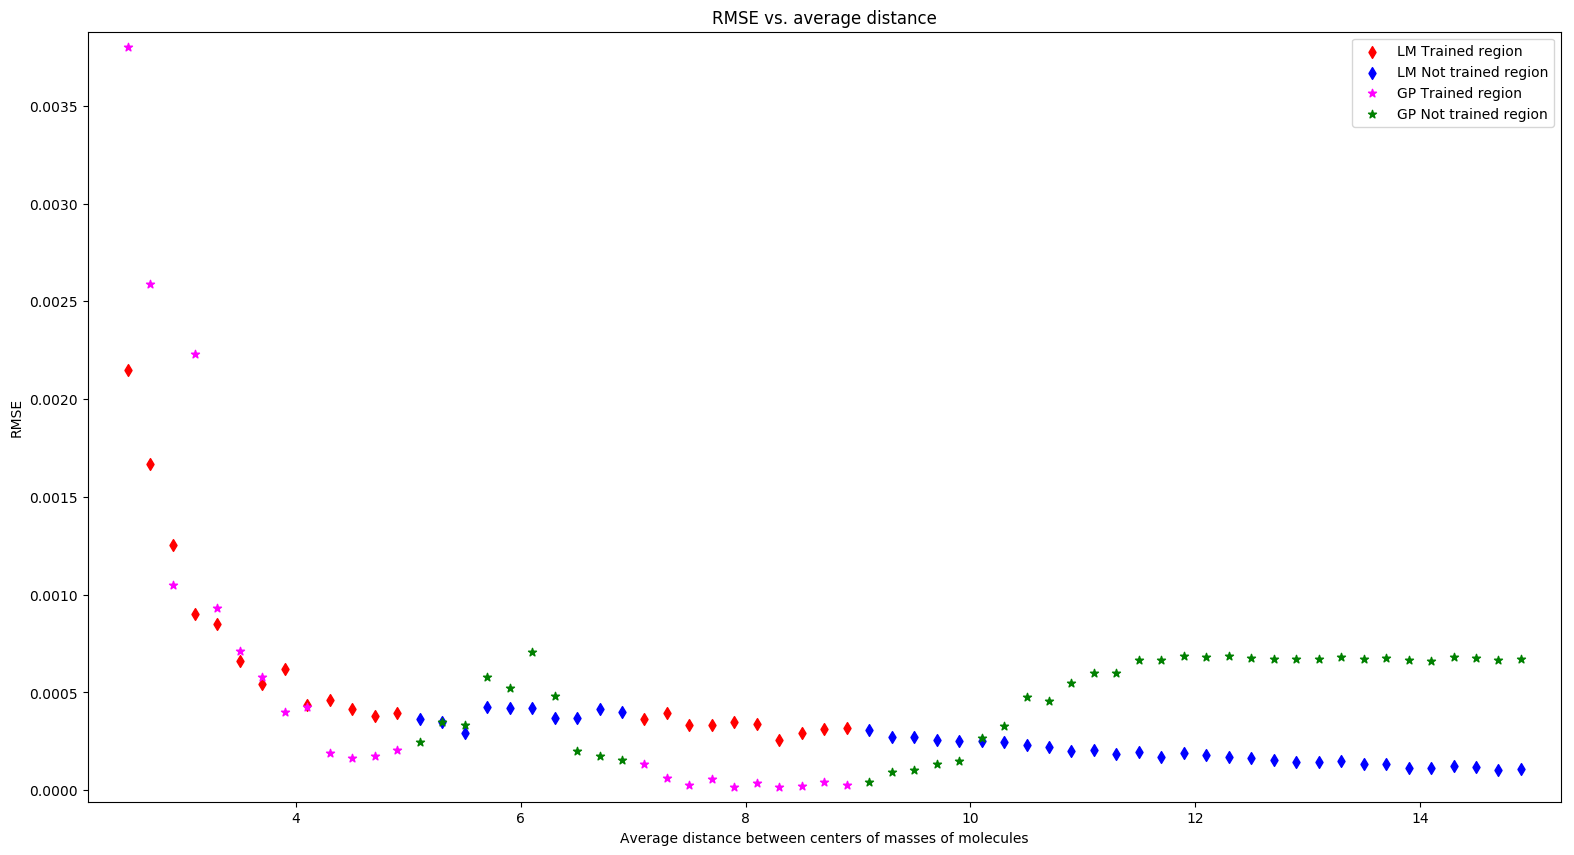 RMSE vs. average distance
LM Trained region
LM Not trained region
GP Trained region
GP Not trained region
RMSE
0.0035
0.0030
0.0025
0.0020
0.0015
0.0010
0.0005
0.0000
4 6 8 10 12 14
Average distance between centers of masses of molecules